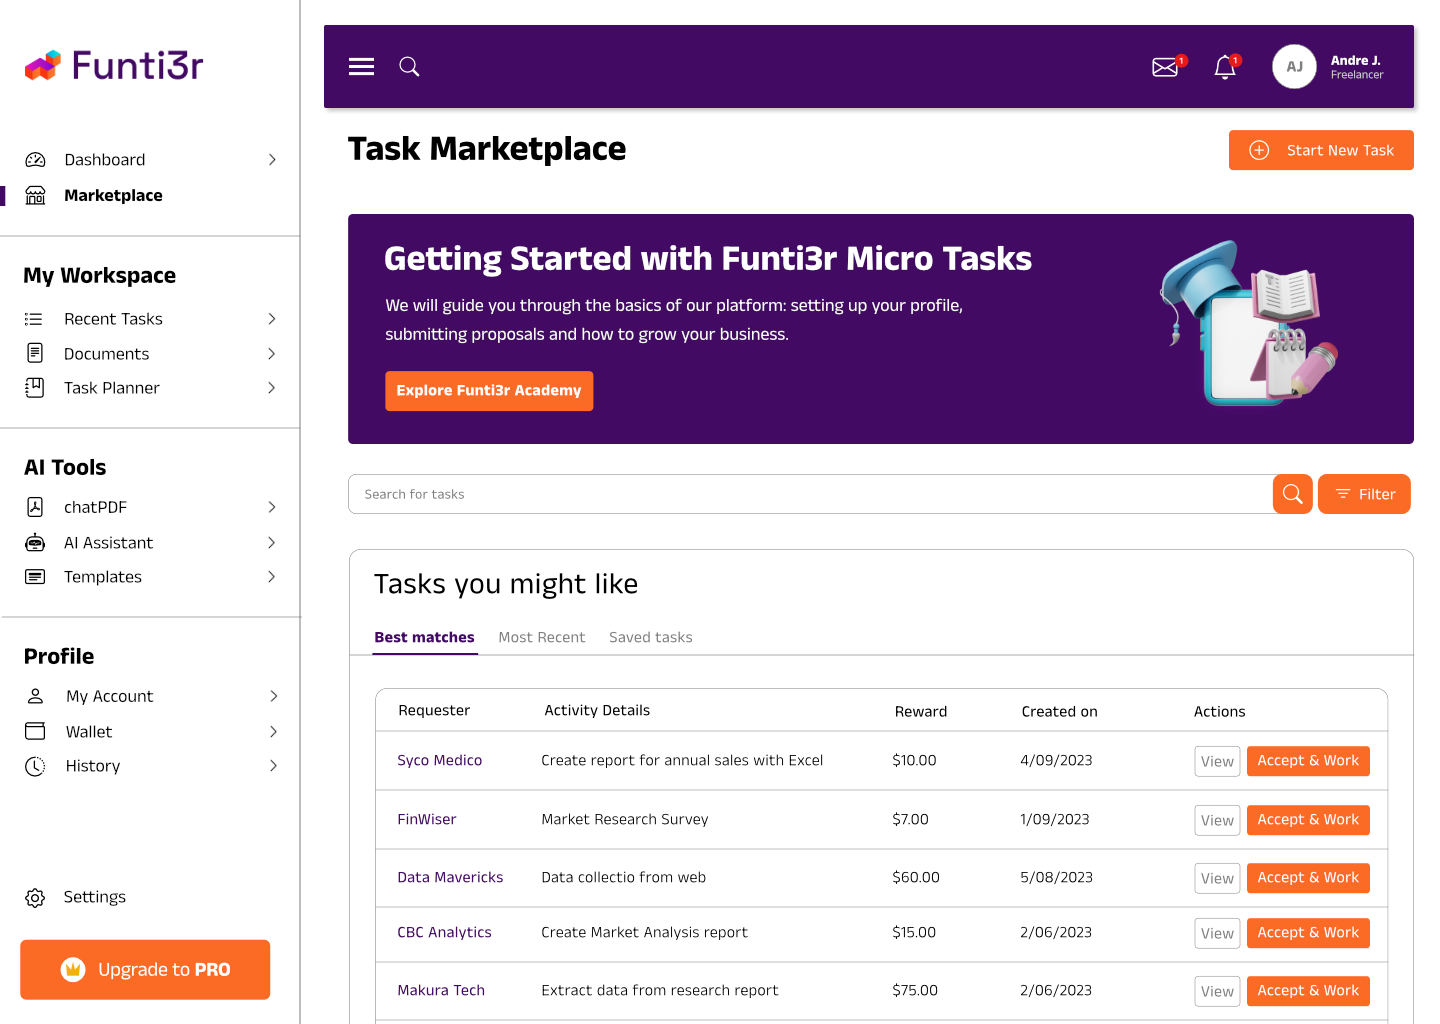 Funti3r
Dashboard
Marketplace
My Workspace
Recent Tasks
Documents
Task Planner
AI Tools
chatPDF
AI Assistant
Templates
Profile
My Account
Wallet
History
Settings
Upgrade to PRO
1
1
AJ
Andre J.
Freelancer
Task Marketplace
Start New Task
Getting Started with Funti3r Micro Tasks
We will guide you through the basics of our platform: setting up your profile,
submitting proposals and how to grow your business.
Explore Funti3r Academy
Search for tasks
Filter
Tasks you might like
Best matches Most Recent Saved tasks
Requester Activity Details Reward Created on Actions
Syco Medico Create report for annual sales with Excel $10.00 4/09/2023 View Accept & Work
FinWiser Market Research Survey $7.00 1/09/2023 View Accept & Work
Data Mavericks Data collectio from web $60.00 5/08/2023 View Accept & Work
CBC Analytics Create Market Analysis report $15.00 2/06/2023 View Accept & Work
Makura Tech Extract data from research report $75.00 2/06/2023 View Accept & Work